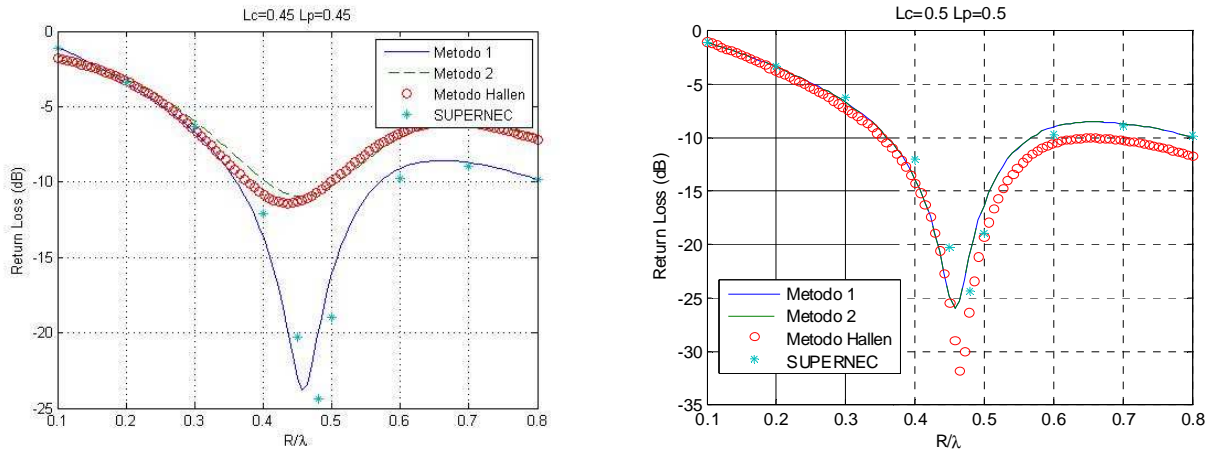 Lc=0.45 Lp=0.45
0
-5
-10
-15
-20
-25
Return Loss (dB)
0.1 0.2 0.3 0.4 0.5 0.6 0.7 0.8
R/λ
Metodo 1
Metodo 2
Metodo Hallen
SUPERNEC
Lc=0.5 Lp=0.5
0
-5
-10
-15
-20
-25
-30
-35
Return Loss (dB)
0.1 0.2 0.3 0.4 0.5 0.6 0.7 0.8
R/λ
Metodo 1
Metodo 2
Metodo Hallen
SUPERNEC